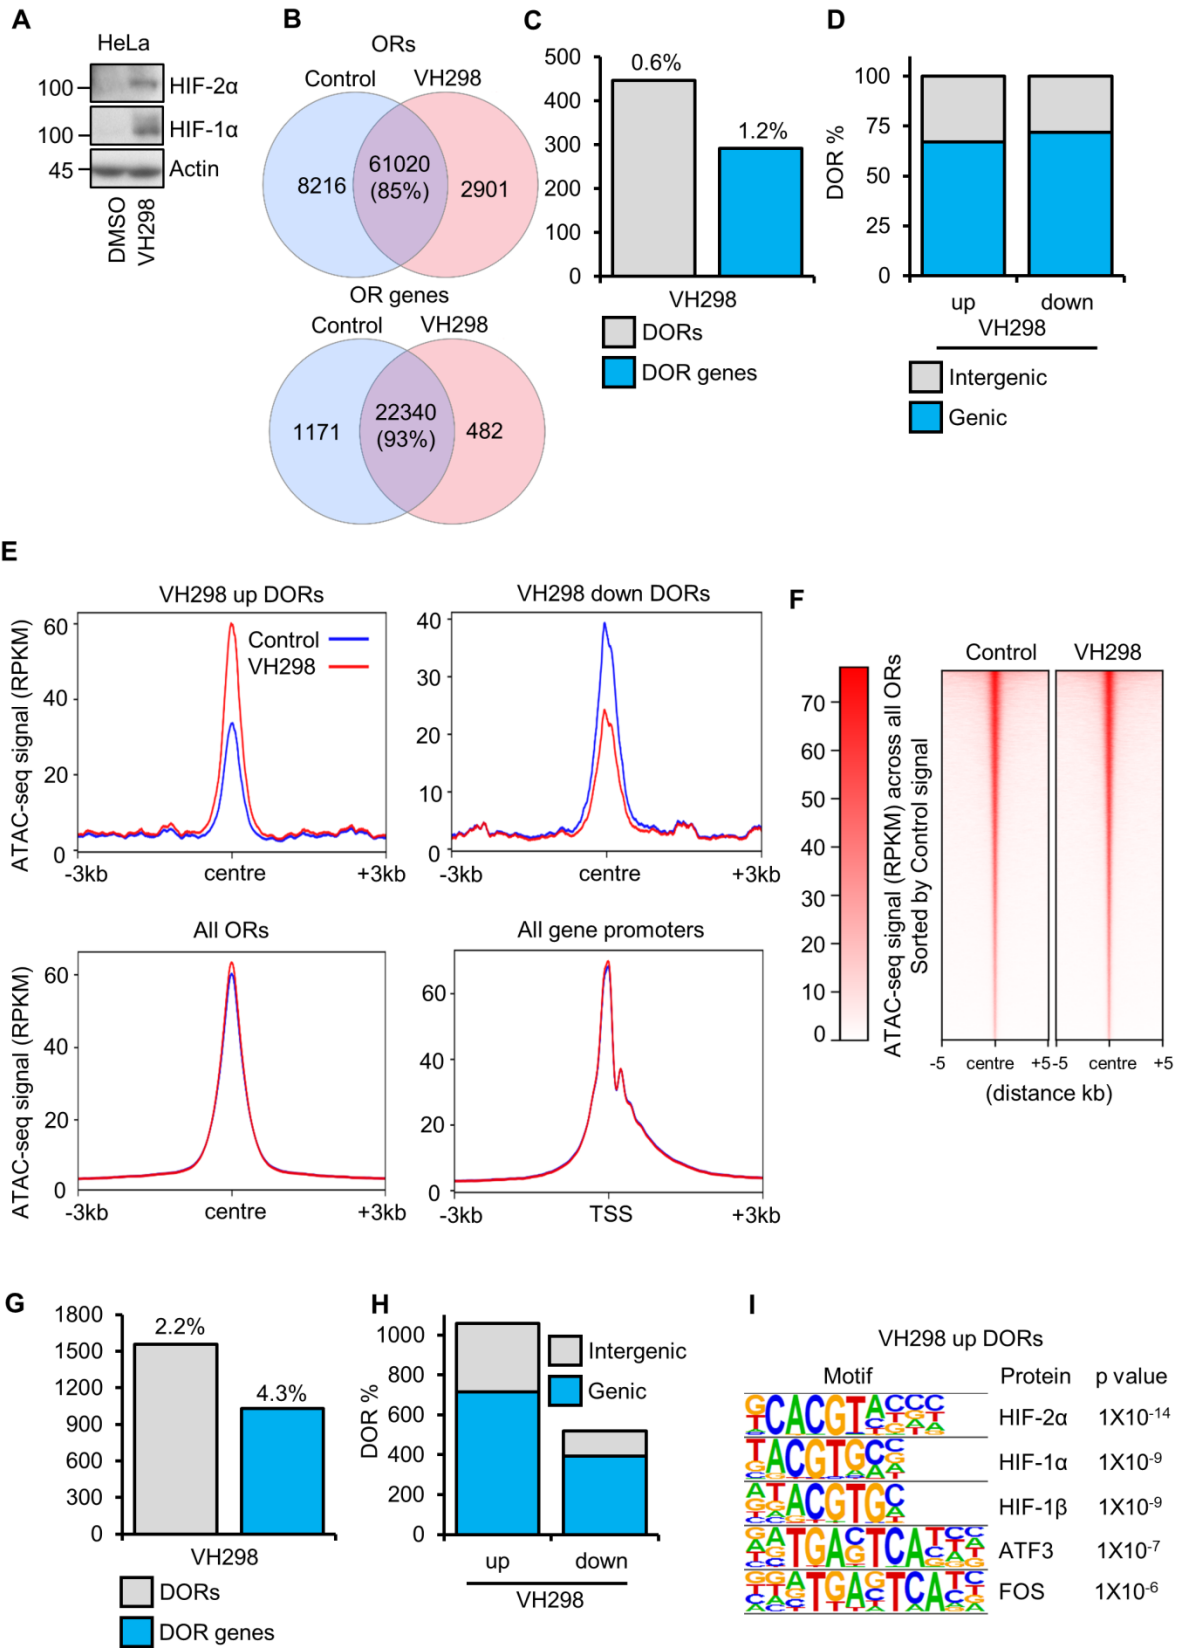 A
HeLa
100
HIF-2α
100
HIF-1α
45
Actin
DMSO
VH298
B
ORs
Control VH298
8216
61020
(85%)
2901
OR genes
Control VH298
1171
22340
(93%)
482
C
500
400
300
200
100
0
0.6%
1.2%
VH298
DORs
DOR genes
D
DOR %
100
75
50
25
0
up down
VH298
Intergenic
Genic
E
VH298 up DORs
ATAC-seq signal (RPKM)
60
40
20
0
Control
VH298
-3kb centre +3kb
VH298 down DORs
40
30
20
10
0
-3kb centre +3kb
All ORs
ATAC-seq signal (RPKM)
60
40
20
0
-3kb centre +3kb
All gene promoters
60
40
20
0
-3kb TSS +3kb
F
70
60
50
40
30
20
10
0
ATAC-seq signal (RPKM) across all ORs
Sorted by Control signal
Control VH298
-5 centre +5 -5 centre +5
(distance kb)
G
1800
1500
1200
900
600
300
0
2.2%
4.3%
VH298
DORs
DOR genes
H
DOR %
1000
800
600
400
200
0
Intergenic
Genic
up down
VH298
I
VH298 up DORs
Motif Protein p value
GCACGTACCC HIF-2α 1X10-14
TACGTGCC HIF-1α 1X10-9
ATACGTGC HIF-1β 1X10-9
GATGACTCATCC ATF3 1X10-7
GGATGAGTCATC FOS 1X10-6